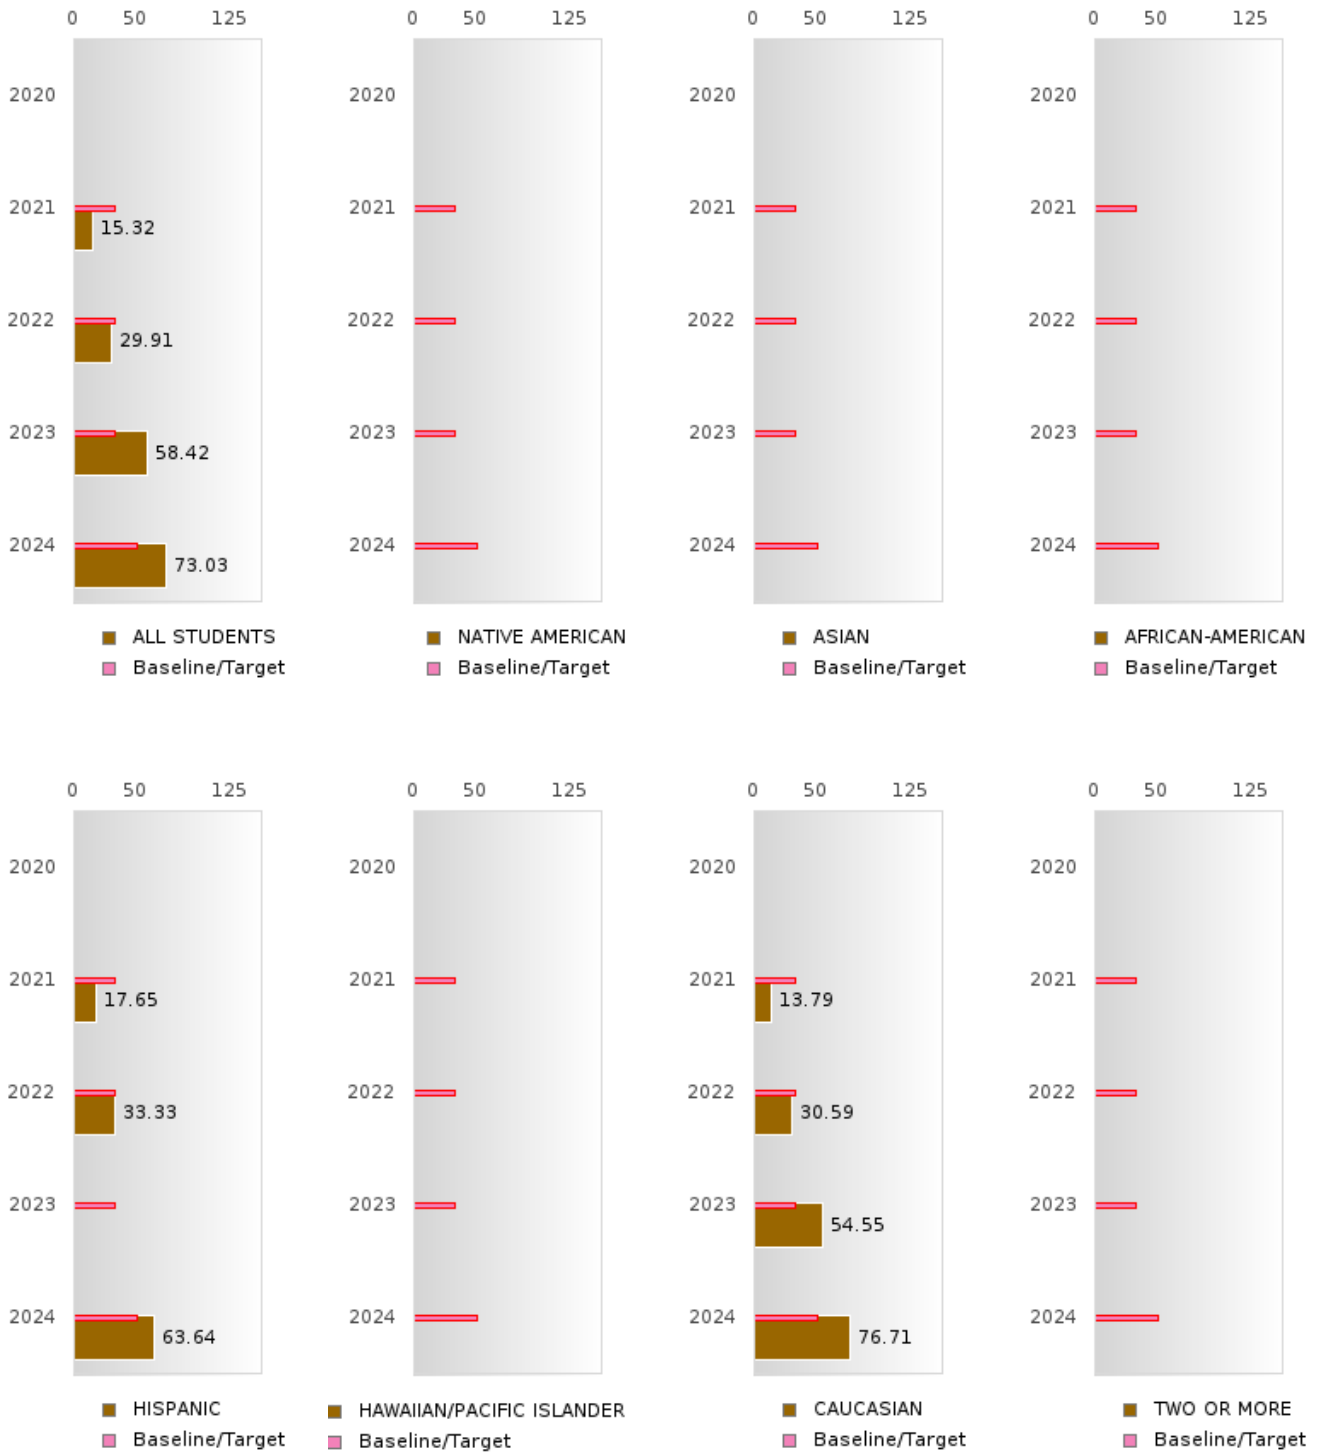 0 50 125 0 50 125 0 50 125 0 50 125
2020 2020 2020 2020
2021 2021 2021 2021
15.32
2022 2022 2022 2022
29.91
2023 2023 2023 2023
58.42
2024 2024 2024 2024
73.03
ALL STUDENTS NATIVE AMERICAN ASIAN AFRICAN-AMERICAN
Baseline/Target Baseline/Target Baseline/Target Baseline/Target
0 50 125 0 50 125 0 50 125 0 50 125
2020 2020 2020 2020
2021 2021 2021 2021
17.65 13.79
2022 2022 2022 2022
33.33 30.59
2023 2023 2023 2023
54.55
2024 2024 2024 2024
63.64 76.71
HISPANIC HAWAIIAN/PACIFIC ISLANDER CAUCASIAN TWO OR MORE
Baseline/Target Baseline/Target Baseline/Target Baseline/Target